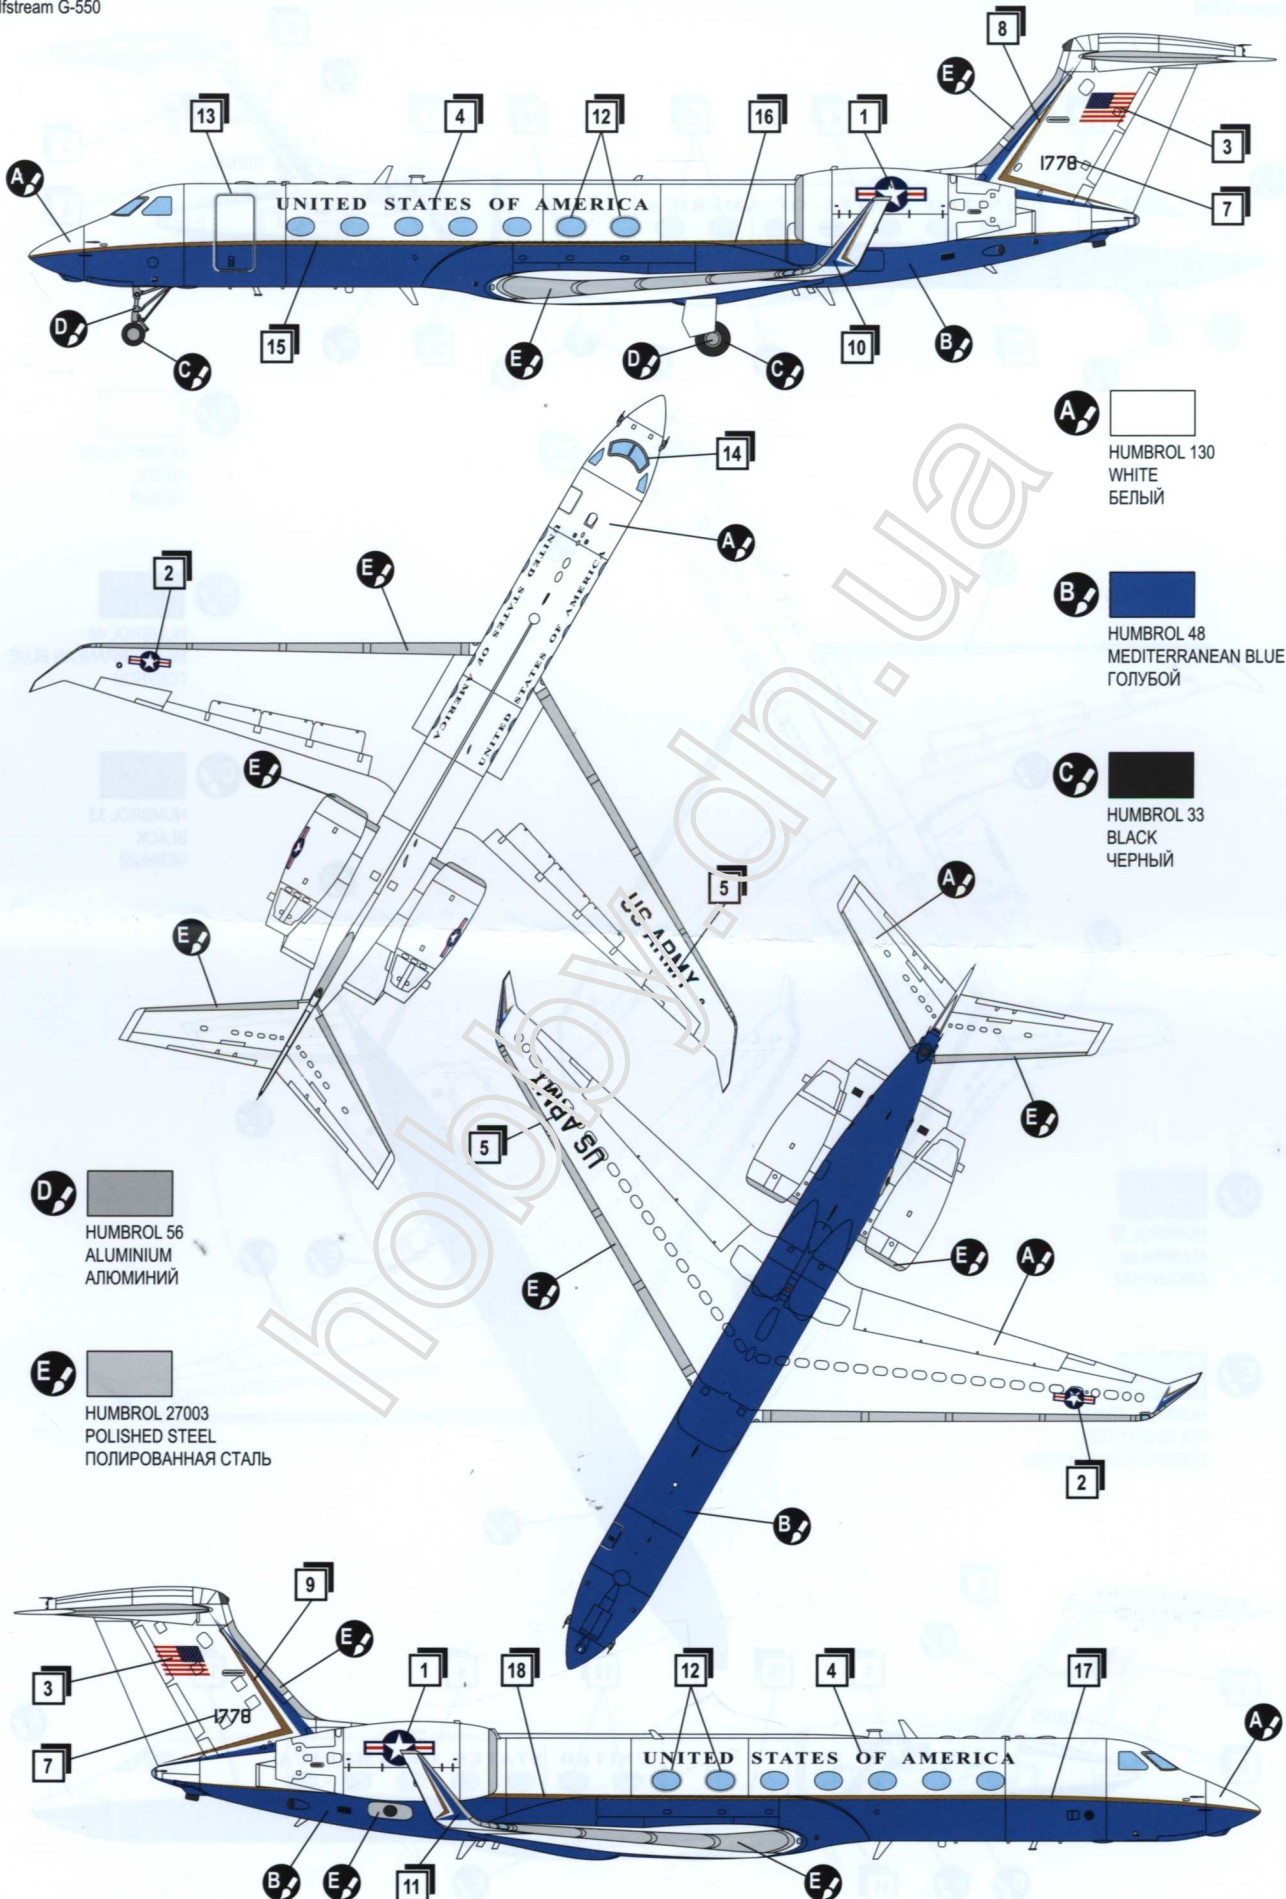 lfstream G-550
8
E
13
4
12
16
1
3
A
UNITED STATES OF AMERICA
1778
7
D
15
E
D
10
B
C
C
A
HUMBROL 130
WHITE
БЕЛЫЙ
14
A
2
E
UNITED STATES OF AMERICA
UNITED STATES OF AMERICA
B
HUMBROL 48
MEDITERRANEAN BLUE
ГОЛУБОЙ
E
C
HUMBROL 33
BLACK
ЧЕРНЫЙ
5
US ARMY
A
E
5
US ARMY
E
D
HUMBROL 56
ALUMINIUM
АЛЮМИНИЙ
E
E
A
E
HUMBROL 27003
POLISHED STEEL
ПОЛИРОВАННАЯ СТАЛЬ
2
B
hobby.dn.ua
9
E
3
1
18
12
4
17
A
1778
UNITED STATES OF AMERICA
7
B
E
11
E